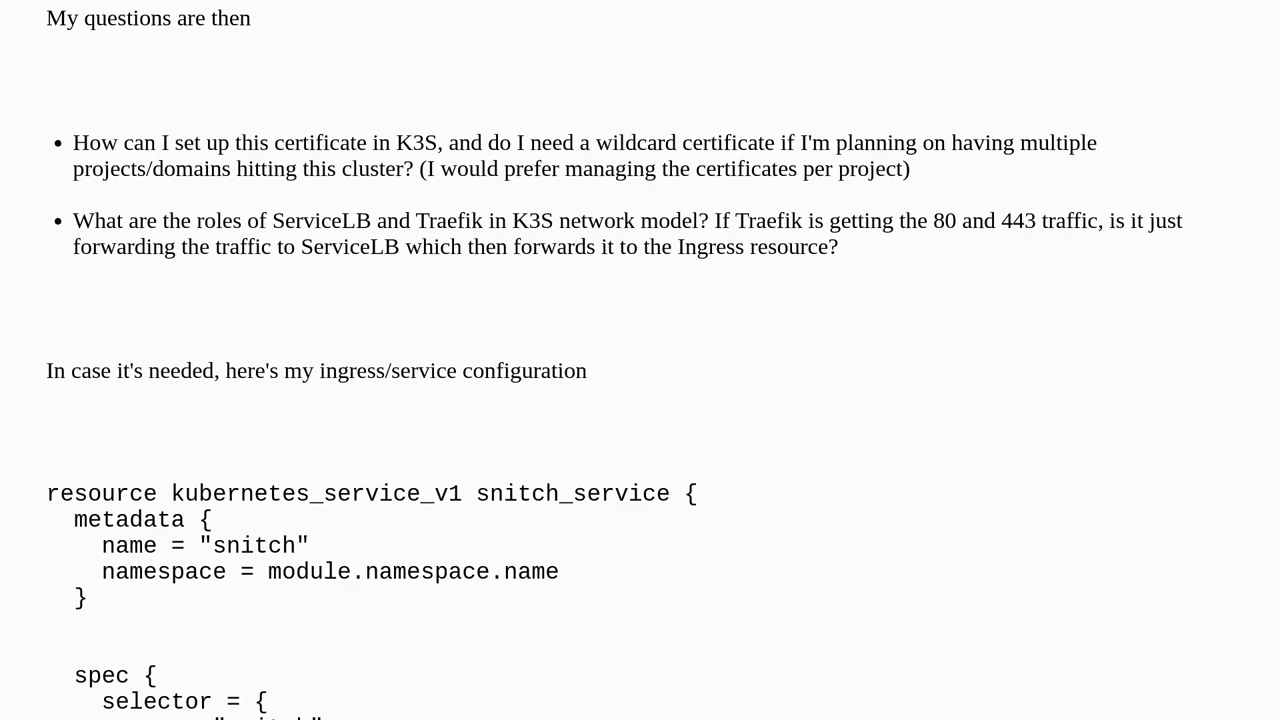 My questions are then
• How can I set up this certificate in K3S, and do I need a wildcard certificate if I'm planning on having multiple
projects/domains hitting this cluster? (I would prefer managing the certificates per project)
• What are the roles of ServiceLB and Traefik in K3S network model? If Traefik is getting the 80 and 443 traffic, is it just
forwarding the traffic to ServiceLB which then forwards it to the Ingress resource?
In case it's needed, here's my ingress/service configuration
resource kubernetes_service_v1 snitch_service {
  metadata {
    name = "snitch"
    namespace = module.namespace.name
  }
  spec {
    selector = {